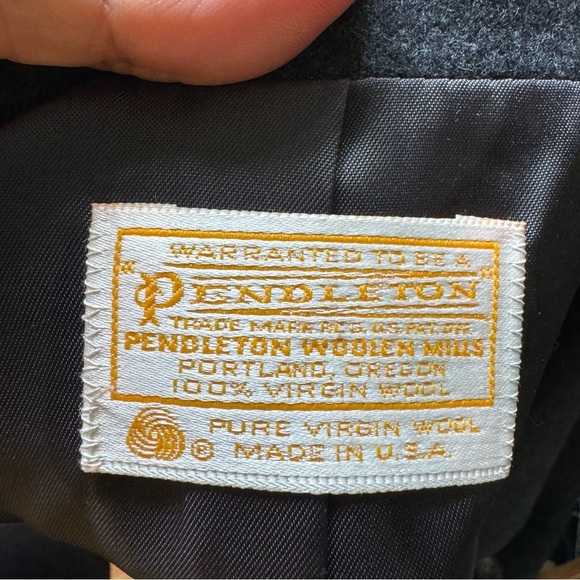 WARRANTED TO BE A
"PENDLETON"
TRADE MARK REG. U.S. PAT. OFF.
PENDLETON WOOLEN MILLS
PORTLAND, OREGON
100% VIRGIN WOOL
PURE VIRGIN WOOL
® MADE IN U.S.A.